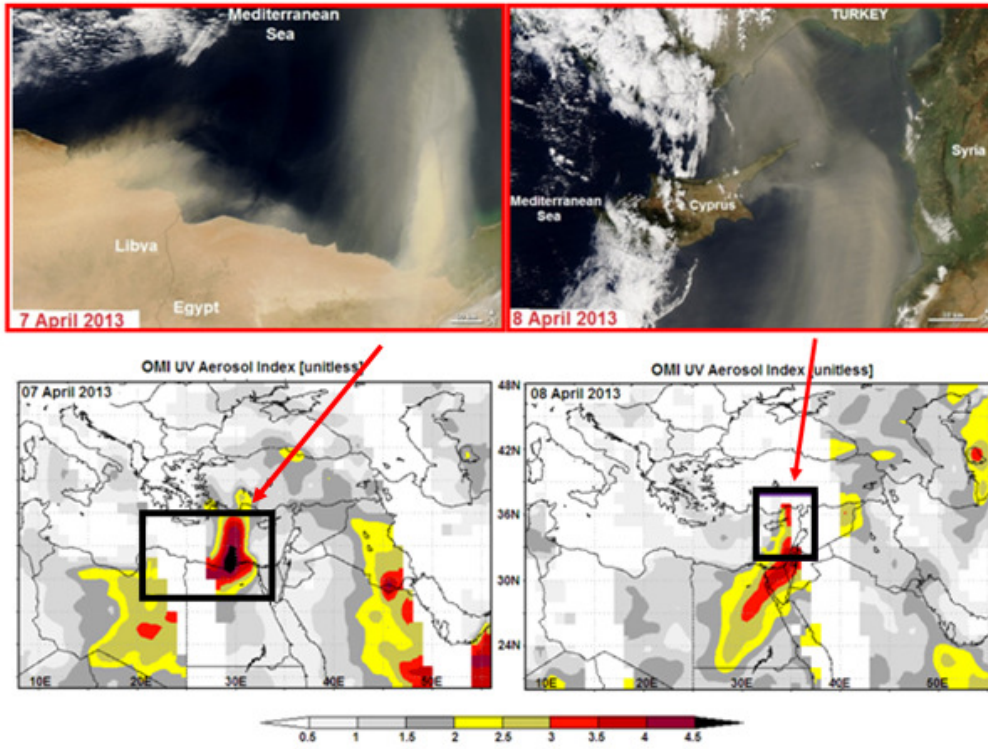 Mediterranean
Sea
Libya
Egypt
7 April 2013
TURKEY
Syria
Cyprus
Mediterranean
Sea
8 April 2013
OMI UV Aerosol Index [unitless]
07 April 2013
10E 20E 30E 40E 50E
OMI UV Aerosol Index [unitless]
48N
08 April 2013
42N
36N
30N
24N
10E 20E 30E 40E 50E
0.5 1 1.5 2 2.5 3 3.5 4 4.5